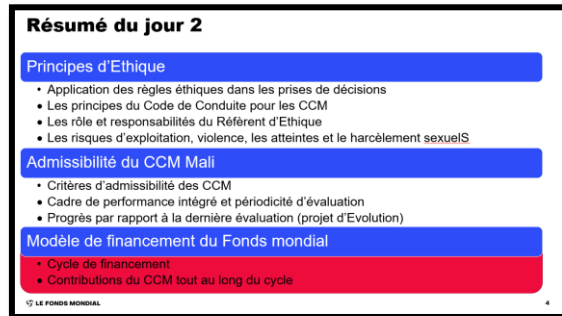 Résumé du jour 2
Principes d'Ethique
• Application des règles éthiques dans les prises de décisions
• Les principes du Code de Conduite pour les CCM
• Les rôle et responsabilités du Référent d'Ethique
• Les risques d'exploitation, violence, les atteintes et le harcèlement sexuelS
Admissibilité du CCM Mali
• Critères d'admissibilité des CCM
• Cadre de performance intégré et périodicité d'évaluation
• Progrès par rapport à la dernière évaluation (projet d'Evolution)
Modèle de financement du Fonds mondial
• Cycle de financement
• Contributions du CCM tout au long du cycle
LE FONDS MONDIAL
4